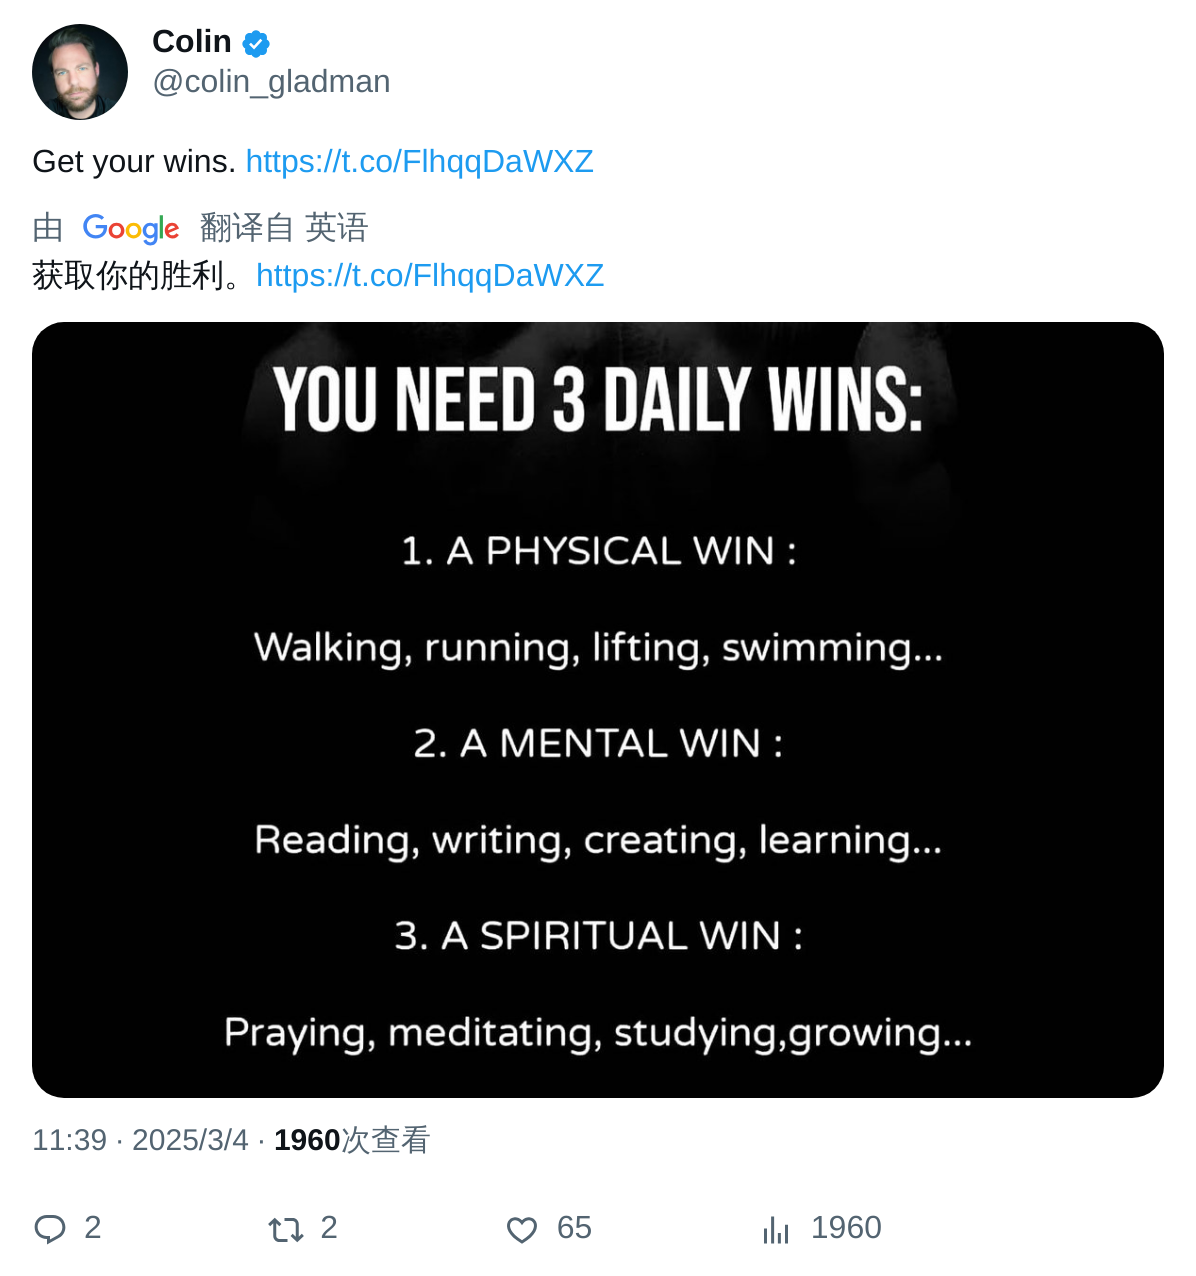 Colin
@colin_gladman
Get your wins. https://t.co/FlhqqDaWXZ
由 Google 翻译自 英语
获取你的胜利。https://t.co/FlhqqDaWXZ
YOU NEED 3 DAILY WINS:
1. A PHYSICAL WIN :
Walking, running, lifting, swimming...
2. A MENTAL WIN :
Reading, writing, creating, learning...
3. A SPIRITUAL WIN :
Praying, meditating, studying,growing...
11:39 · 2025/3/4 · 1960次查看
2 2 65 1960